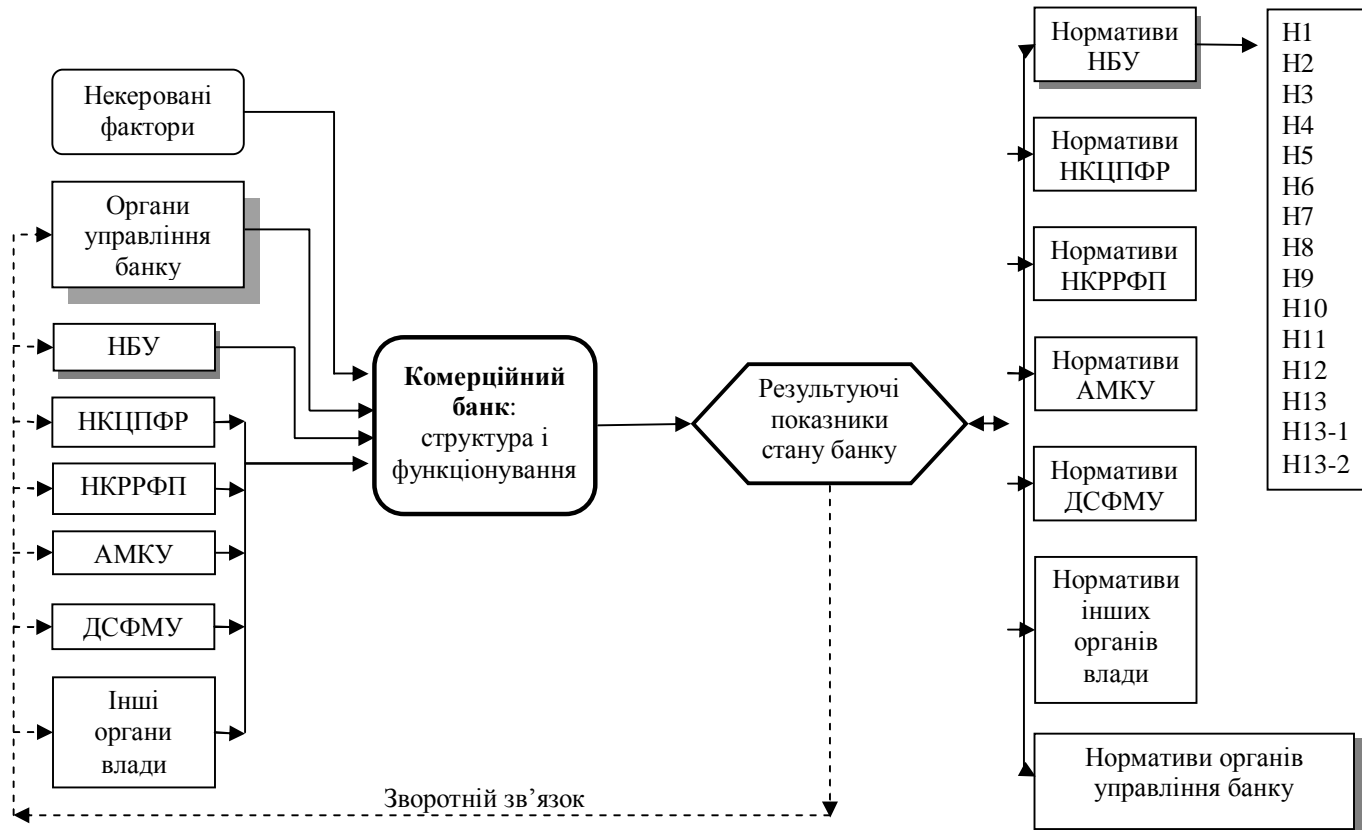 Некеровані
фактори
Органи
управління
банку
НБУ
НКЦПФР
НКРРФП
АМКУ
ДСФМУ
Інші
органи
влади
Комерційний
банк:
структура і
функціонування
Результуючі
показники
стану банку
Зворотній зв’язок
Нормативи
НБУ
Нормативи
НКЦПФР
Нормативи
НКРРФП
Нормативи
АМКУ
Нормативи
ДСФМУ
Нормативи
інших
органів
влади
Нормативи органів
управління банку
Н1
Н2
Н3
Н4
Н5
Н6
Н7
Н8
Н9
Н10
Н11
Н12
Н13
Н13-1
Н13-2